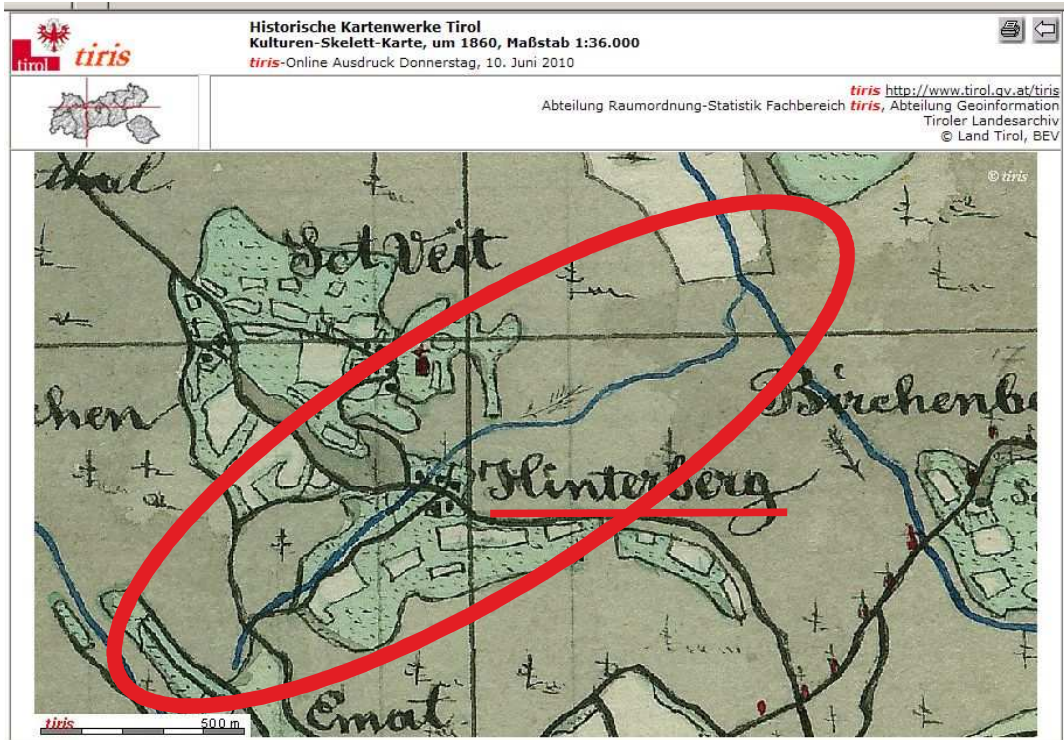 Historische Kartenwerke Tirol
Kulturen-Skelett-Karte, um 1860, Maßstab 1:36.000
tiris-Online Ausdruck Donnerstag, 10. Juni 2010
tirol tiris
tiris http://www.tirol.gv.at/tiris
Abteilung Raumordnung-Statistik Fachbereich tiris, Abteilung Geoinformation
Tiroler Landesarchiv
© Land Tirol, BEV
© tiris
thal
Sct Veit
chen
Birchenbe
Hinterberg
Emat
tiris 500 m